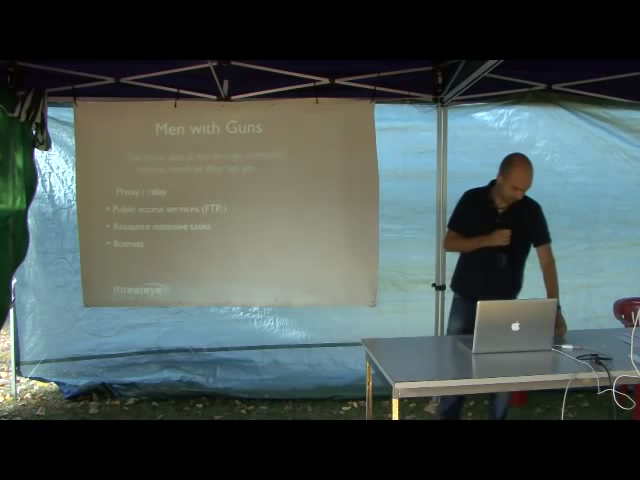 Men with Guns
Proxy / relay
• Public access services (FTP,)
• Resource intensive tasks
• Botnets
threateye